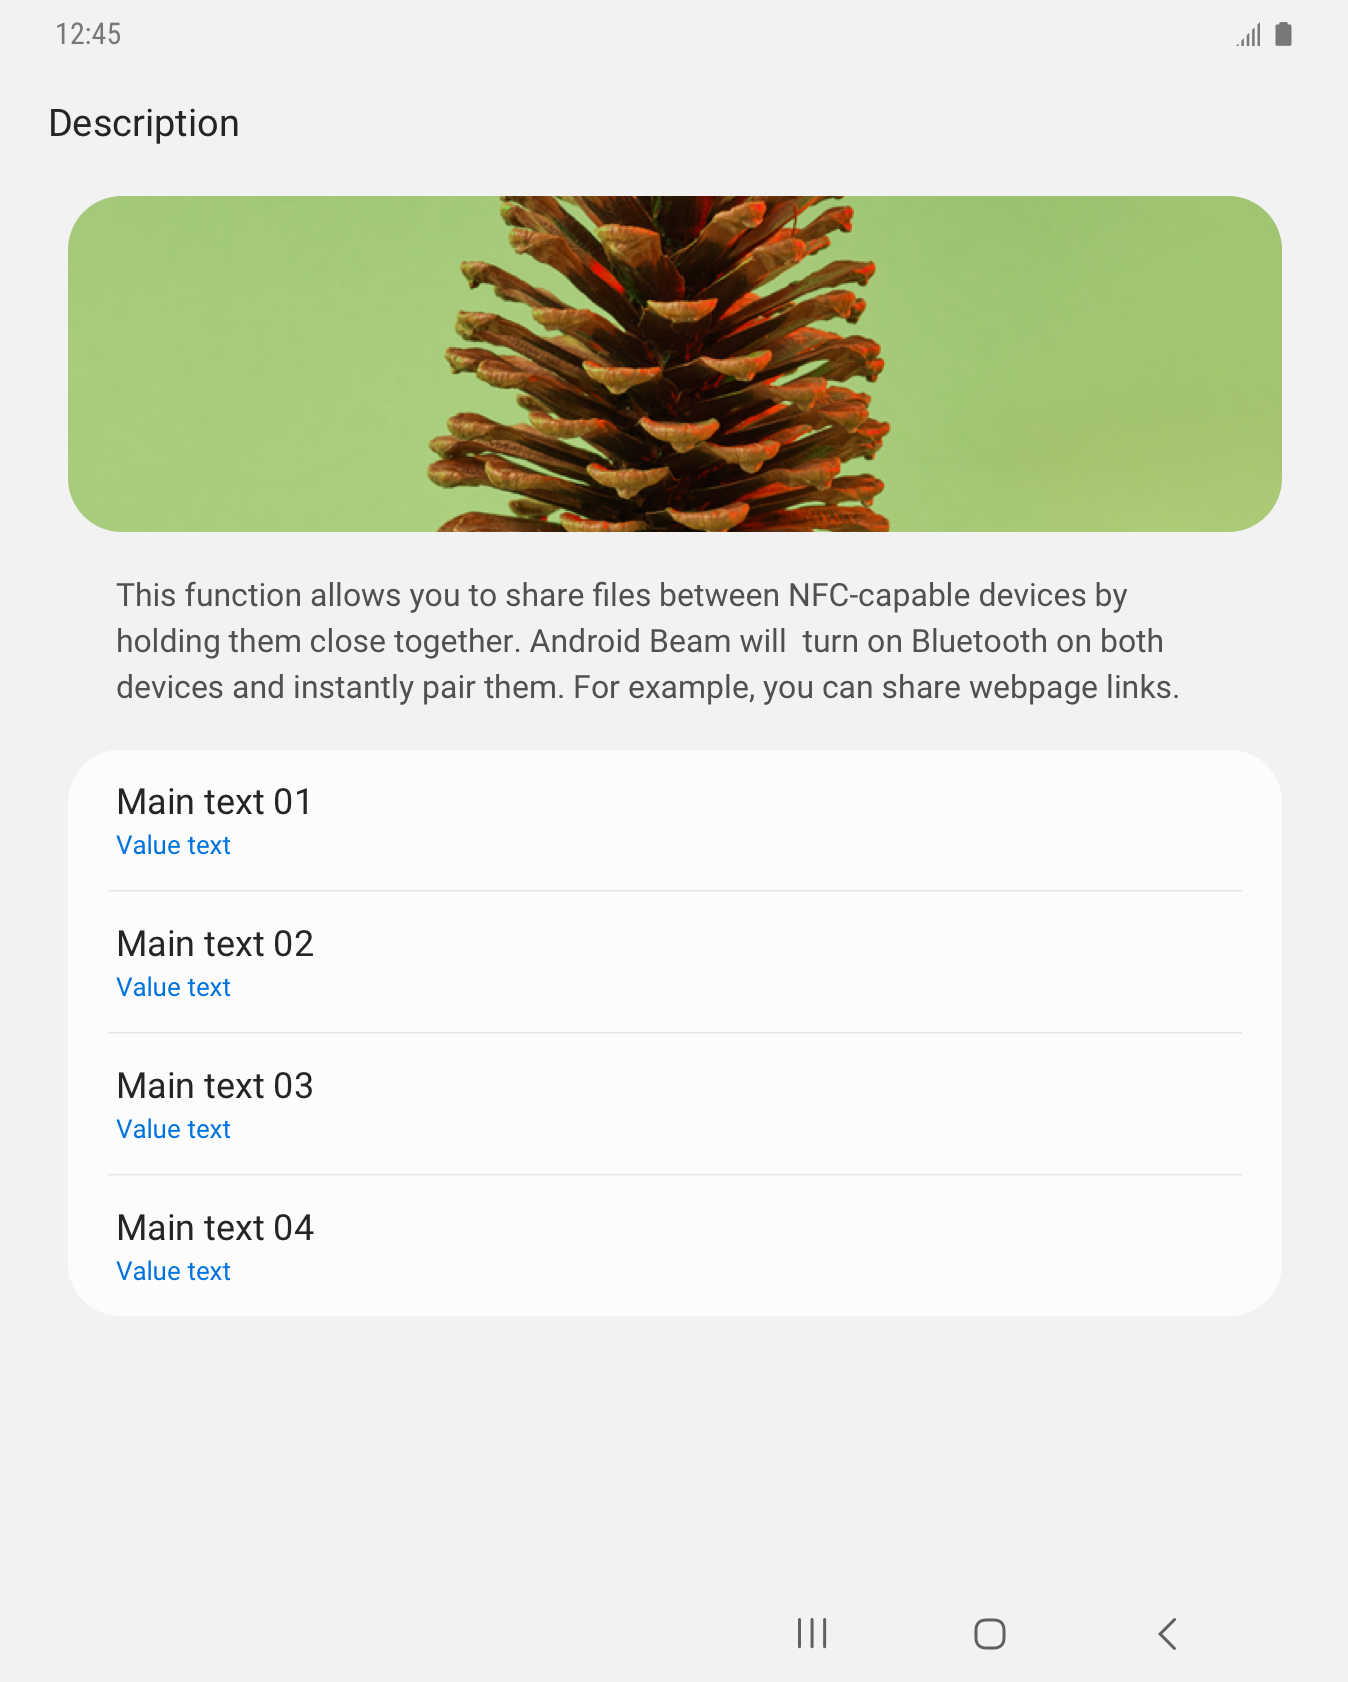 12:45
Description
This function allows you to share files between NFC-capable devices by
holding them close together. Android Beam will  turn on Bluetooth on both
devices and instantly pair them. For example, you can share webpage links.
Main text 01
Value text
Main text 02
Value text
Main text 03
Value text
Main text 04
Value text